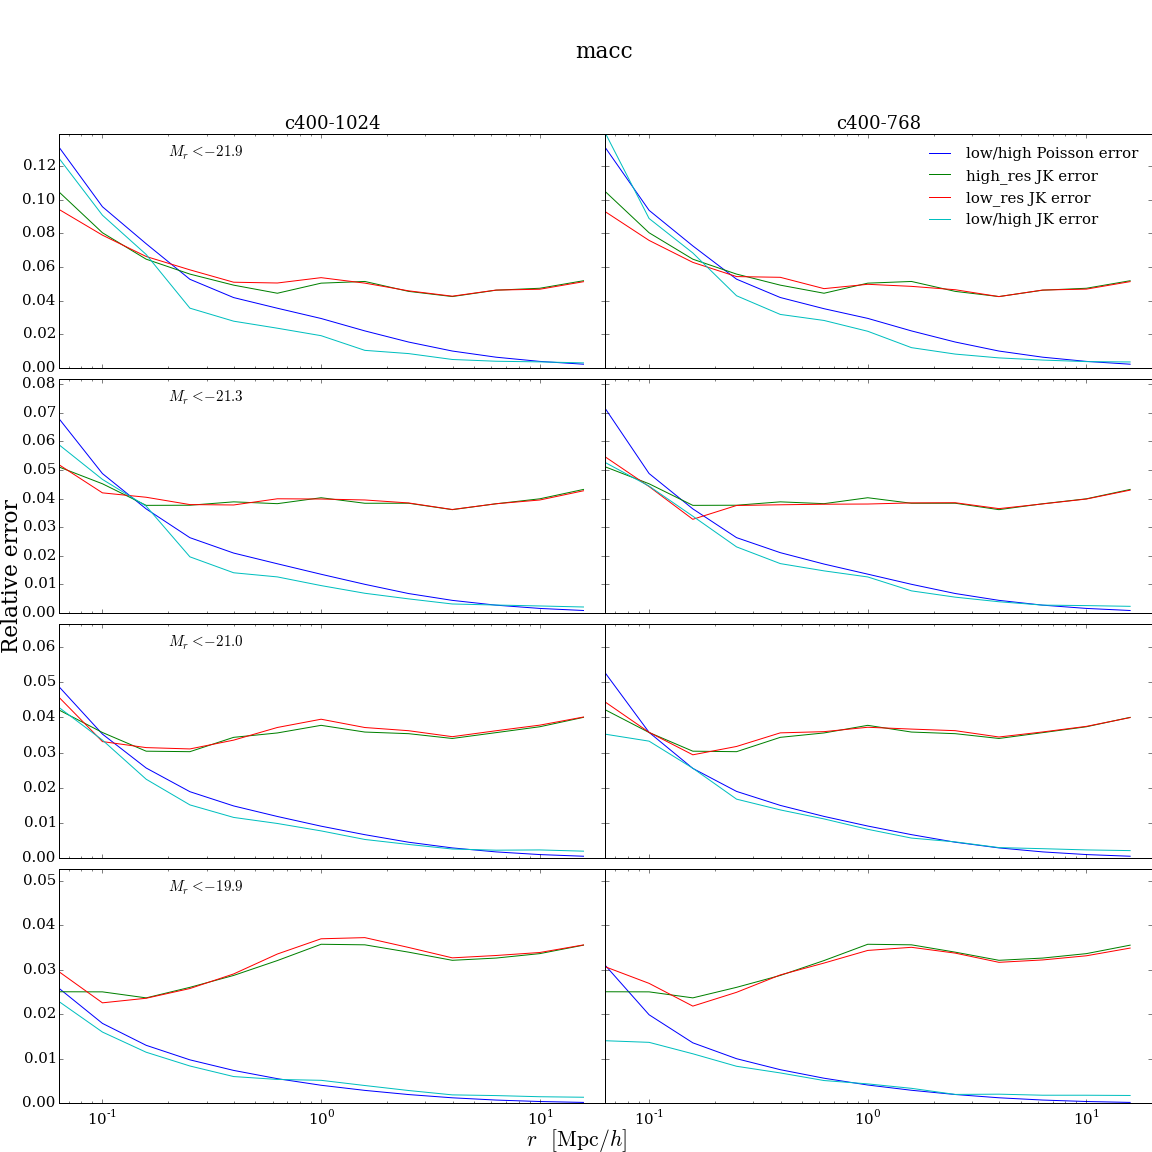 macc
c400-1024
c400-768
M_r < −21.9
low/high Poisson error
high_res JK error
low_res JK error
low/high JK error
0.12
0.10
0.08
0.06
0.04
0.02
0.00
M_r < −21.3
0.08
0.07
0.06
0.05
0.04
0.03
0.02
0.01
0.00
Relative error
M_r < −21.0
0.06
0.05
0.04
0.03
0.02
0.01
0.00
M_r < −19.9
0.05
0.04
0.03
0.02
0.01
0.00
10^-1 10^0 10^1 10^-1 10^0 10^1
r [Mpc/h]